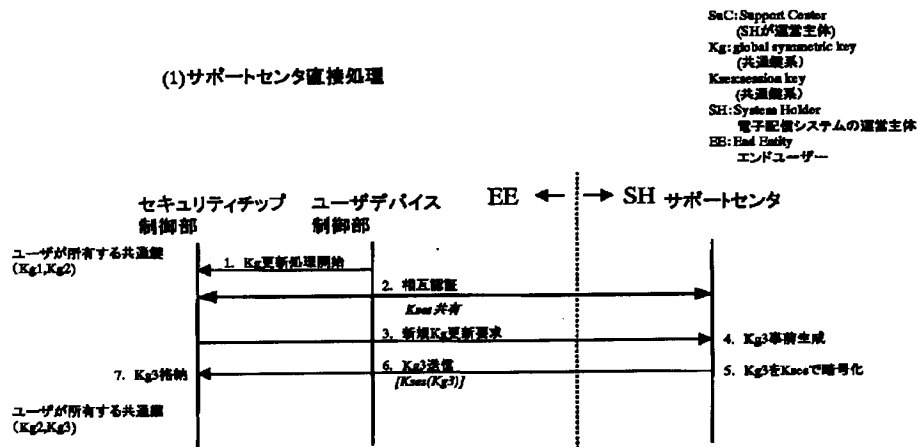 SuC:Support Center
(SHが運営主体)
Kg:global symmetric key
(共通鍵系)
Kses:session key
(共通鍵系)
SH:System Holder
電子配信システムの運営主体
EE:End Entity
エンドユーザー
(1)サポートセンタ直接処理
セキュリティチップ
制御部
ユーザデバイス
制御部
EE
SH
サポートセンタ
ユーザが所有する共通鍵
(Kg1,Kg2)
1. Kg更新処理開始
2. 相互認証
Kses共有
3. 新規Kg更新要求
4. Kg3事前生成
5. Kg3をKsesで暗号化
6. Kg3送信
[Kses(Kg3)]
7. Kg3格納
ユーザが所有する共通鍵
(Kg2,Kg3)